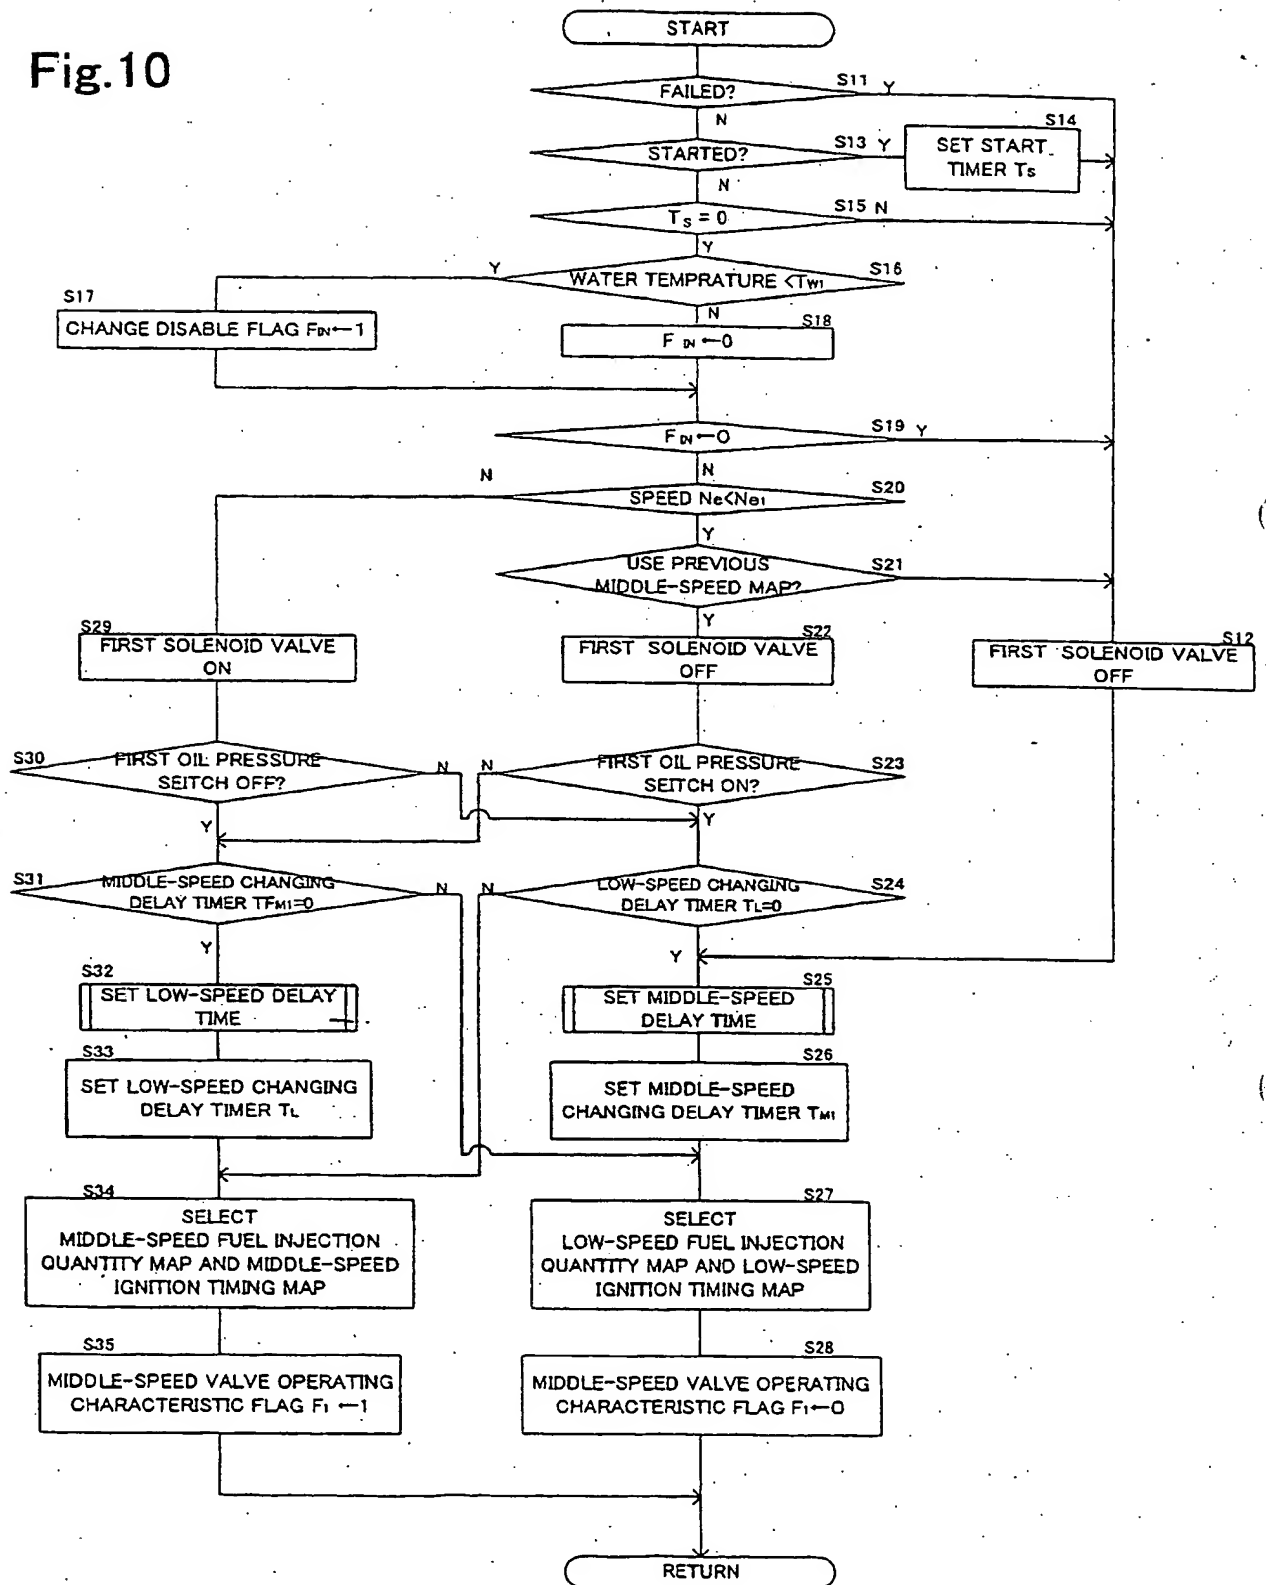 Fig.10
START
FAILED?
S11
Y
N
STARTED?
S13
Y
S14
SET START
TIMER Ts
N
Ts = 0
S15
N
Y
WATER TEMPRATURE <TW1
S16
Y
S17
CHANGE DISABLE FLAG FIN←1
N
S18
F IN ←0
FIN←0
S19
Y
N
SPEED Ne<Ne1
S20
N
Y
USE PREVIOUS
MIDDLE-SPEED MAP?
S21
Y
S29
FIRST SOLENOID VALVE
ON
S22
FIRST SOLENOID VALVE
OFF
S12
FIRST SOLENOID VALVE
OFF
S30
FIRST OIL PRESSURE
SEITCH OFF?
N
N
FIRST OIL PRESSURE
SEITCH ON?
S23
Y
Y
S31
MIDDLE-SPEED CHANGING
DELAY TIMER TFM1=0
N
N
LOW-SPEED CHANGING
DELAY TIMER TL=0
S24
Y
Y
S32
SET LOW-SPEED DELAY
TIME
S25
SET MIDDLE-SPEED
DELAY TIME
S33
SET LOW-SPEED CHANGING
DELAY TIMER TL
S26
SET MIDDLE-SPEED
CHANGING DELAY TIMER TM1
S34
SELECT
MIDDLE-SPEED FUEL INJECTION
QUANTITY MAP AND MIDDLE-SPEED
IGNITION TIMING MAP
S27
SELECT
LOW-SPEED FUEL INJECTION
QUANTITY MAP AND LOW-SPEED
IGNITION TIMING MAP
S35
MIDDLE-SPEED VALVE OPERATING
CHARACTERISTIC FLAG F1 ←1
S28
MIDDLE-SPEED VALVE OPERATING
CHARACTERISTIC FLAG F1←0
RETURN